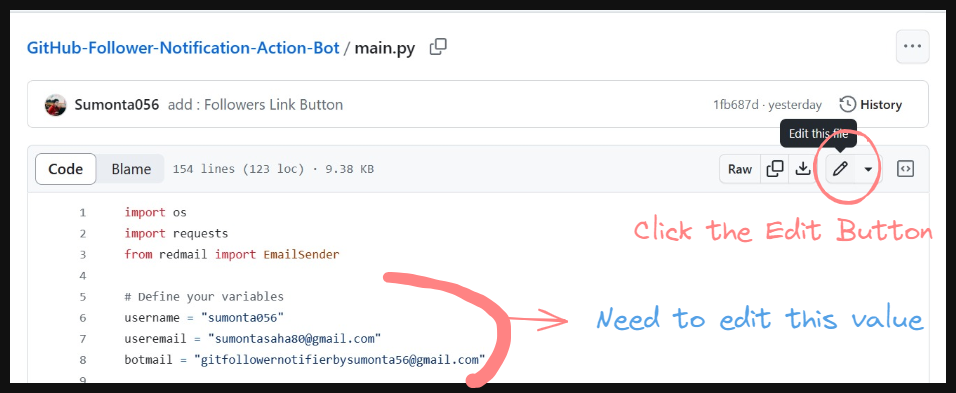 GitHub-Follower-Notification-Action-Bot / main.py
Sumonta056 add : Followers Link Button 1fb687d · yesterday History
Edit this file
Code Blame 154 lines (123 loc) · 9.38 KB Raw
Click the Edit Button
1 import os
2 import requests
3 from redmail import EmailSender
4
5 # Define your variables
6 username = "sumonta056"
7 useremail = "sumontasaha80@gmail.com"
8 botmail = "gitfollowernotifierbysumonta56@gmail.com"
9
Need to edit this value